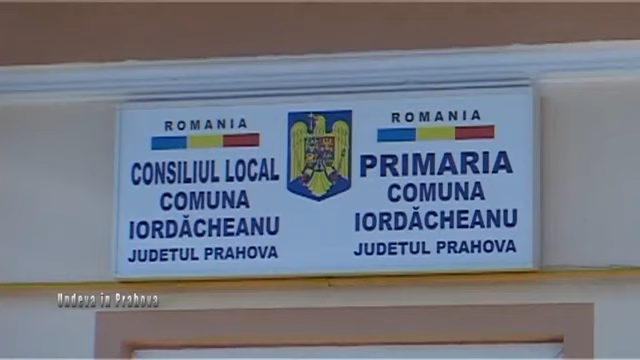 ROMANIA
CONSILIUL LOCAL
COMUNA
IORDĂCHEANU
JUDETUL PRAHOVA
ROMANIA
PRIMARIA
COMUNA
IORDĂCHEANU
JUDETUL PRAHOVA
Undeva in Prahova